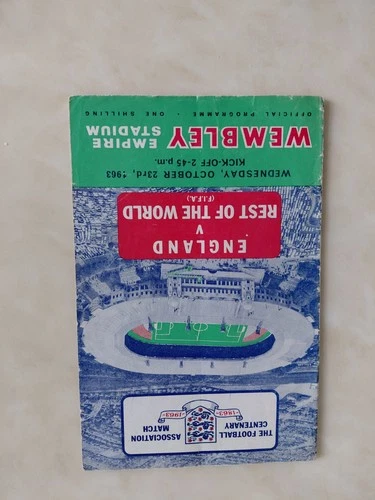 THE FOOTBALL ASSOCIATION
CENTENARY MATCH
1863 1963
ENGLAND
V
REST OF THE WORLD
(F.I.F.A.)
WEDNESDAY, OCTOBER 23rd, 1963
KICK-OFF 2-45 p.m.
WEMBLEY EMPIRE
STADIUM
OFFICIAL PROGRAMME · ONE SHILLING